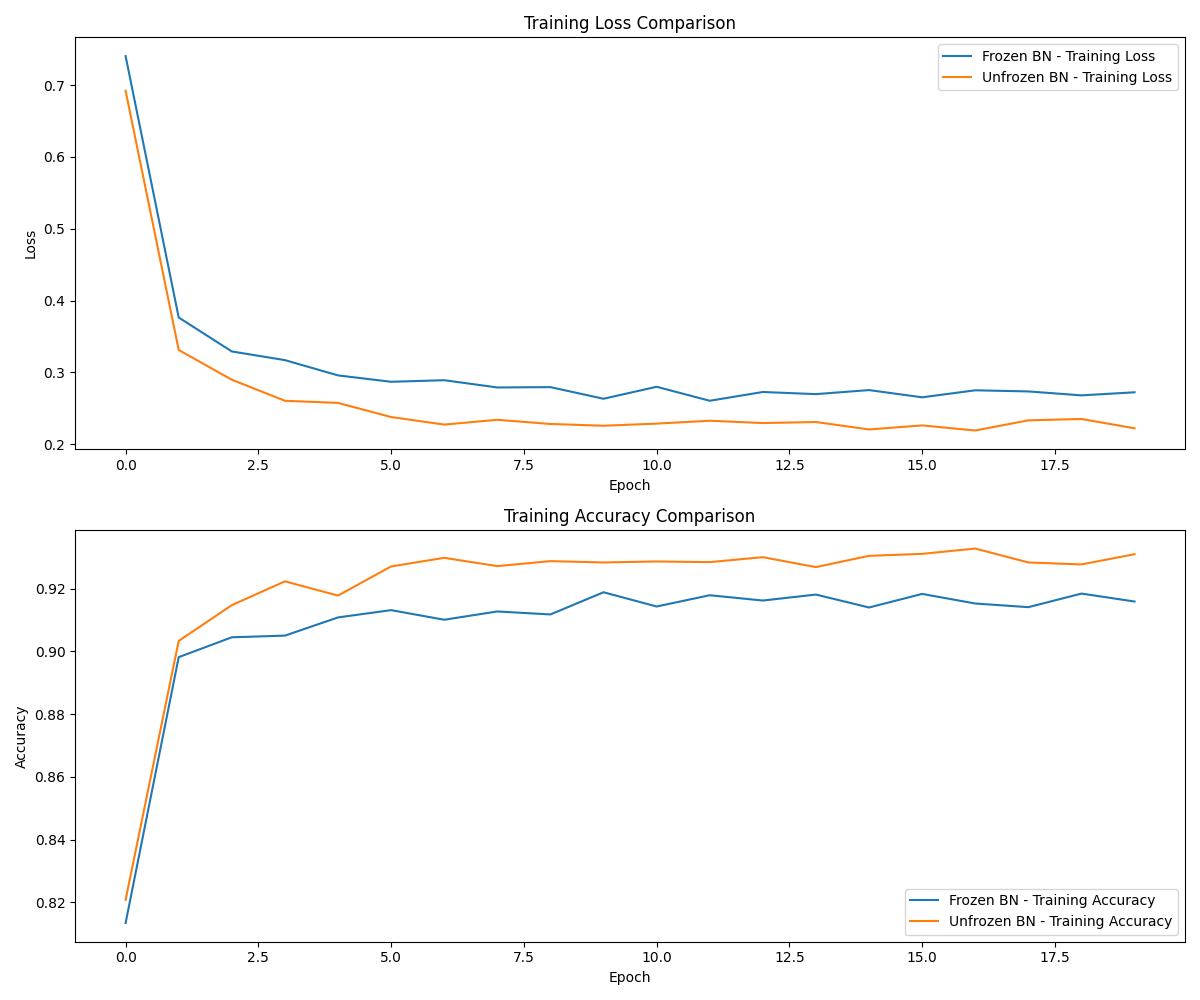 Training Loss Comparison
Frozen BN - Training Loss
Unfrozen BN - Training Loss
0.7
0.6
0.5
0.4
0.3
0.2
Loss
0.0 2.5 5.0 7.5 10.0 12.5 15.0 17.5
Epoch
Training Accuracy Comparison
0.92
0.90
0.88
0.86
0.84
0.82
Accuracy
Frozen BN - Training Accuracy
Unfrozen BN - Training Accuracy
0.0 2.5 5.0 7.5 10.0 12.5 15.0 17.5
Epoch